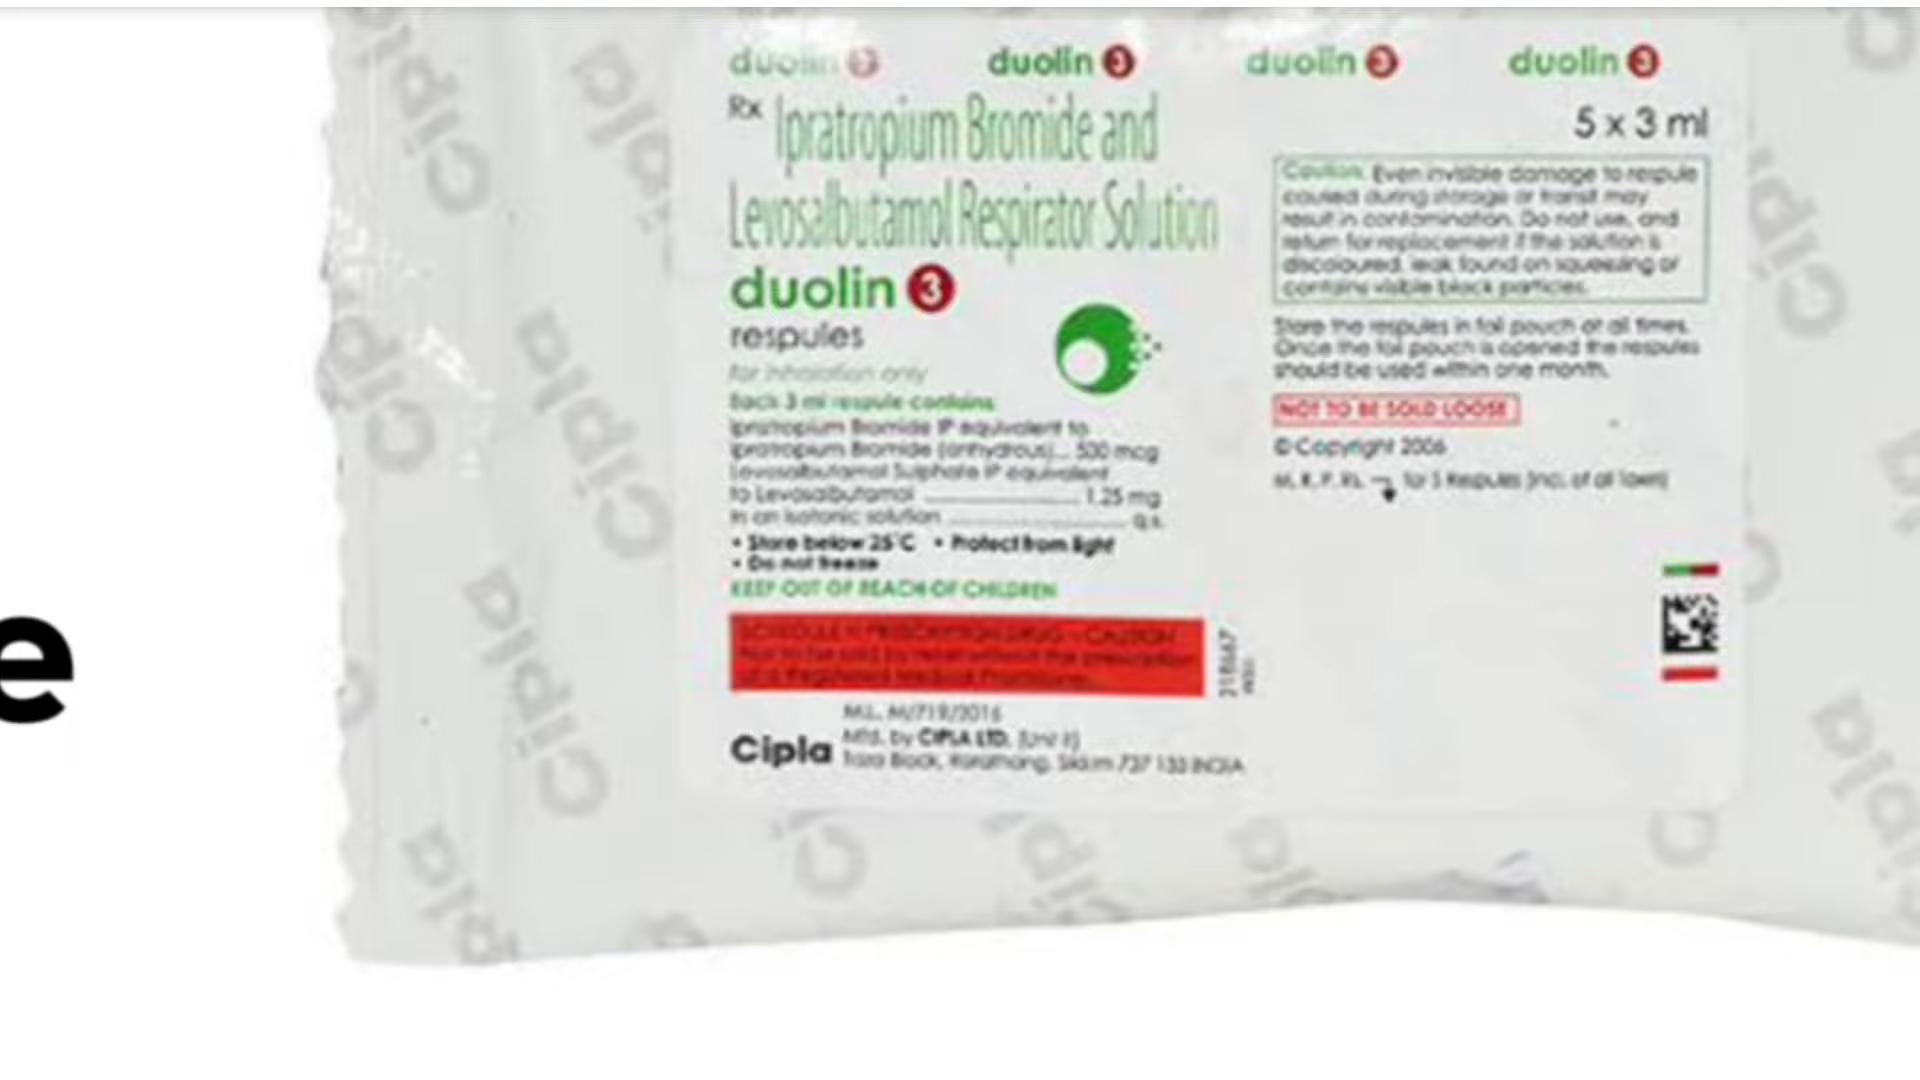 e
duolin 3 duolin 3 duolin 3 duolin 3
Rx Ipratropium Bromide and
Levosalbutamol Respirator Solution
duolin 3
respules
For inhalation only
Each 3 ml respule contains:
Ipratropium Bromide IP equivalent to
Ipratropium Bromide (anhydrous)... 500 mcg
Levosalbutamol Sulphate IP equivalent
to Levosalbutamol 1.25 mg
In an isotonic solution q.s.
• Store below 25°C • Protect from light
• Do not freeze
KEEP OUT OF REACH OF CHILDREN
PRESCRIPTION DRUG - CAUTION
Not to be sold by retail without the prescription
of a Registered Medical Practitioner.
M.L. M/719/2016
Cipla Mfd. by CIPLA LTD.
Block, INDIA
5 x 3 ml
Caution: Even invisible damage to respule
caused during storage or transit may
result in contamination. Do not use, and
return for replacement if the solution is
discoloured, leak found on squeezing or
contains visible black particles.
Store the respules in foil pouch at all times.
Once the foil pouch is opened the respules
should be used within one month.
NOT TO BE SOLD LOOSE
© Copyright 2006
M.R.P. Rs. for 5 Respules (Incl. of all taxes)
218667
Cipla
Cipla
Cipla
Cipla
Cipla
Cipla